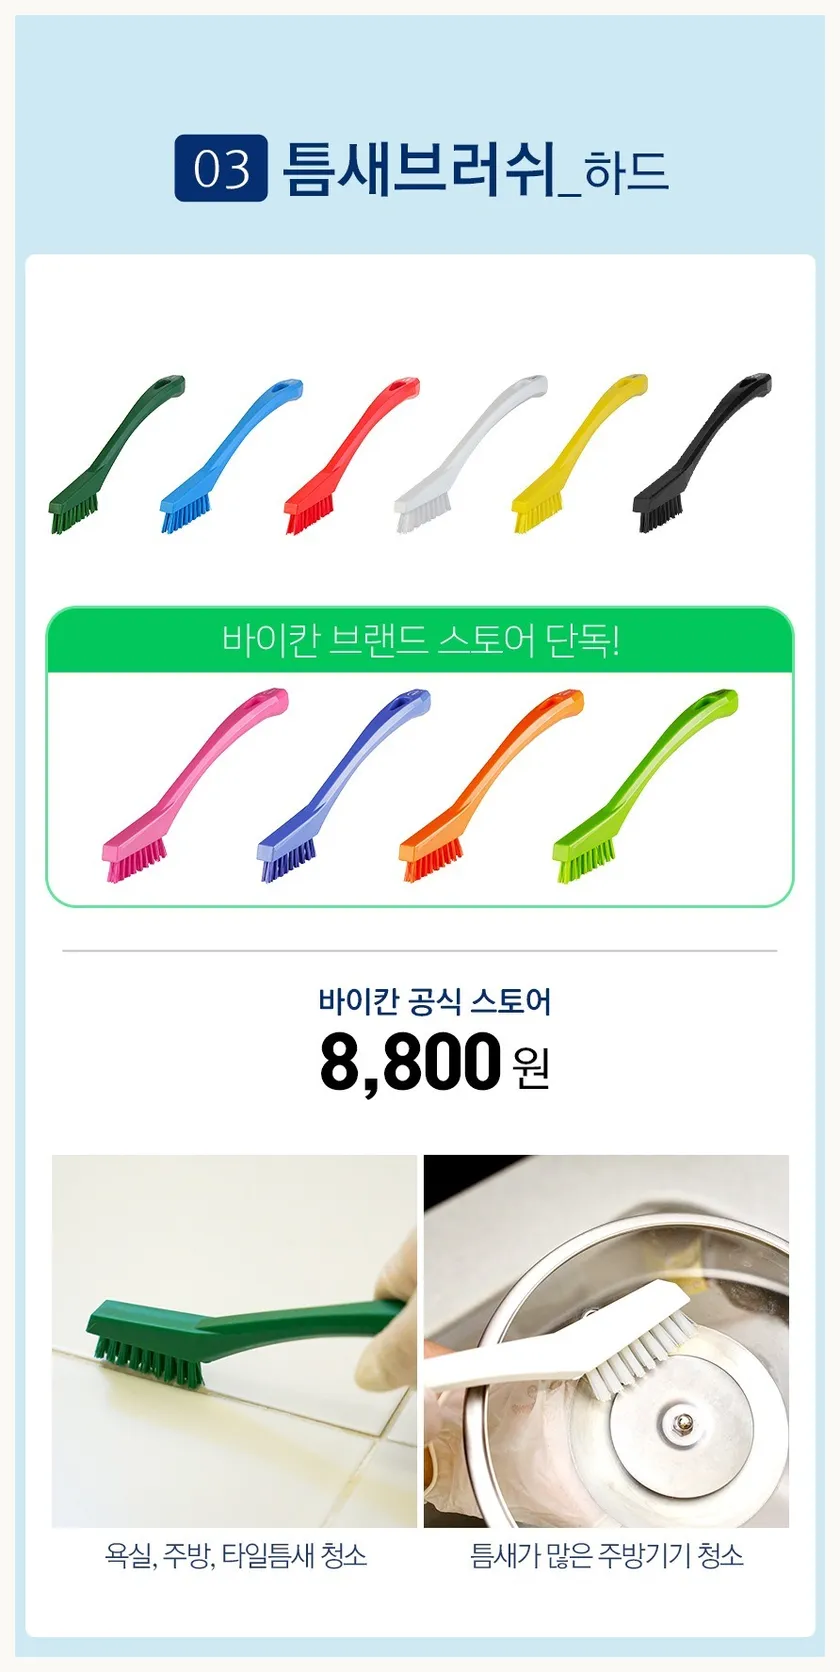 03 틈새브러쉬_하드
바이칸 브랜드 스토어 단독!
바이칸 공식 스토어
8,800 원
욕실, 주방, 타일틈새 청소
틈새가 많은 주방기기 청소